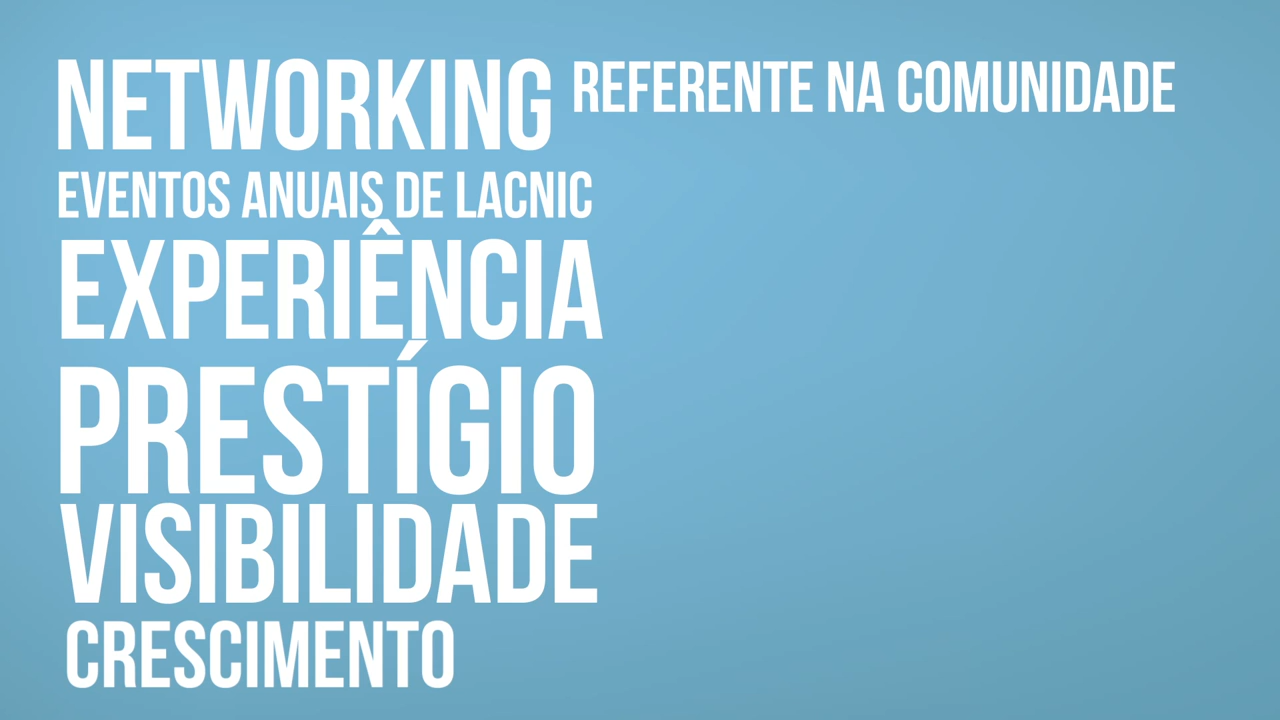 NETWORKING
REFERENTE NA COMUNIDADE
EVENTOS ANUAIS DE LACNIC
EXPERIÊNCIA
PRESTÍGIO
VISIBILIDADE
CRESCIMENTO